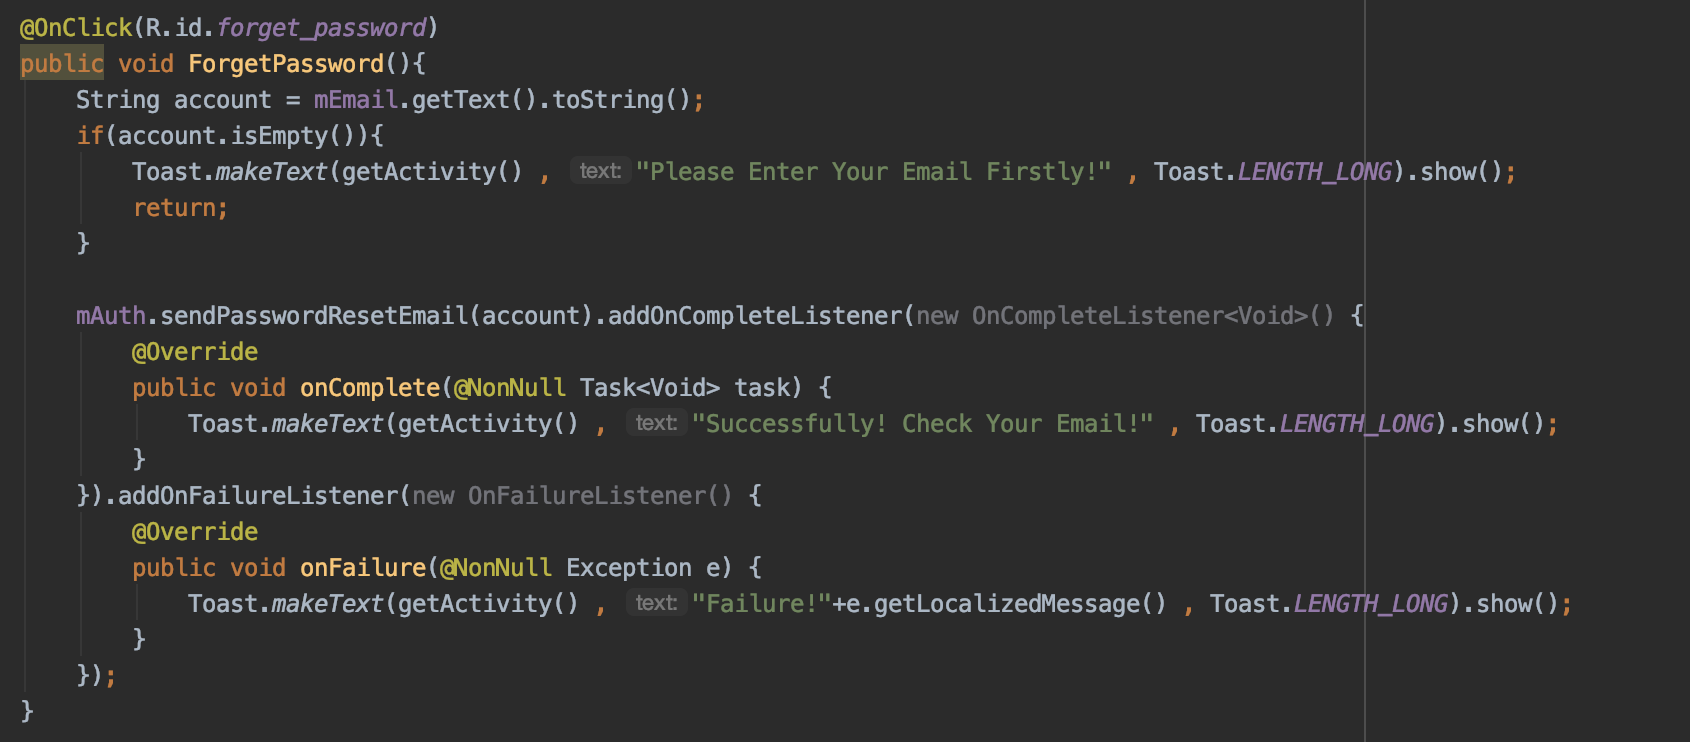 @OnClick(R.id.forget_password)
public void ForgetPassword(){
String account = mEmail.getText().toString();
if(account.isEmpty()){
Toast.makeText(getActivity() , text: "Please Enter Your Email Firstly!" , Toast.LENGTH_LONG).show();
return;
}
mAuth.sendPasswordResetEmail(account).addOnCompleteListener(new OnCompleteListener<Void>() {
@Override
public void onComplete(@NonNull Task<Void> task) {
Toast.makeText(getActivity() , text: "Successfully! Check Your Email!" , Toast.LENGTH_LONG).show();
}
}).addOnFailureListener(new OnFailureListener() {
@Override
public void onFailure(@NonNull Exception e) {
Toast.makeText(getActivity() , text: "Failure!"+e.getLocalizedMessage() , Toast.LENGTH_LONG).show();
}
});
}